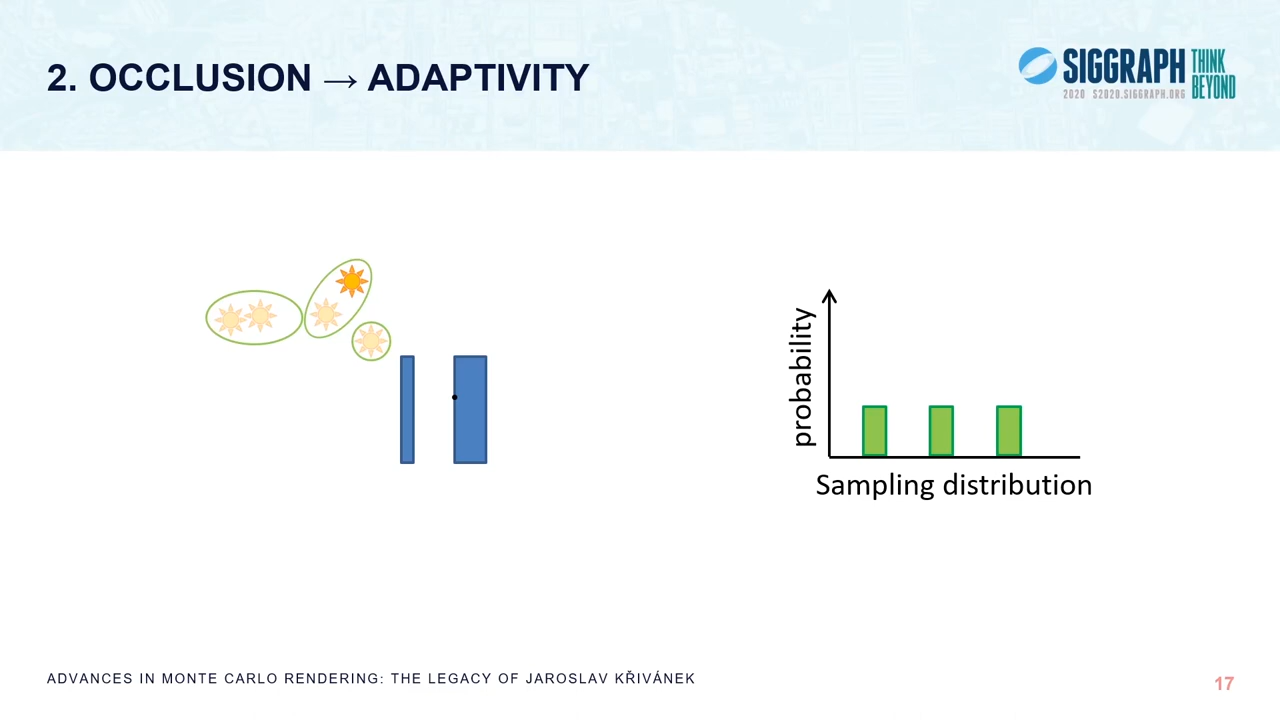 2. OCCLUSION → ADAPTIVITY
SIGGRAPH
THINK
BEYOND
2020 S2020.SIGGRAPH.ORG
probability
Sampling distribution
ADVANCES IN MONTE CARLO RENDERING: THE LEGACY OF JAROSLAV KŘIVÁNEK
17